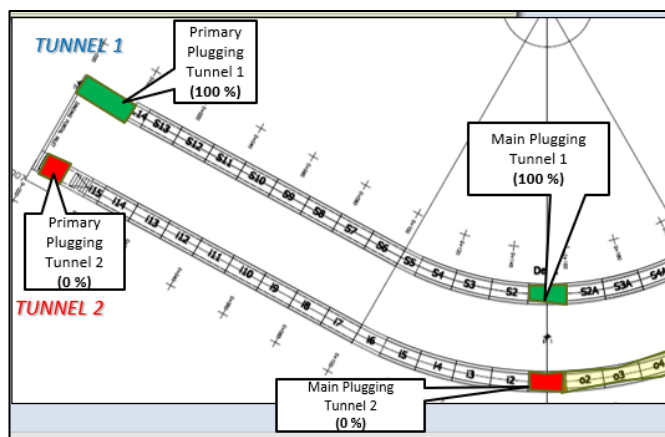 TUNNEL 1
Primary
Plugging
Tunnel 1
(100 %)
Main Plugging
Tunnel 1
(100 %)
S13
S12
S11
S10
S9
S8
S7
S6
S5
S4
S3
S2
S2A
S3A
De
Primary
Plugging
Tunnel 2
(0 %)
TUNNEL 2
i15
i14
i13
i12
i11
i10
i9
i8
i7
i6
i5
i4
i3
i2
o2
o3
o4
Main Plugging
Tunnel 2
(0 %)